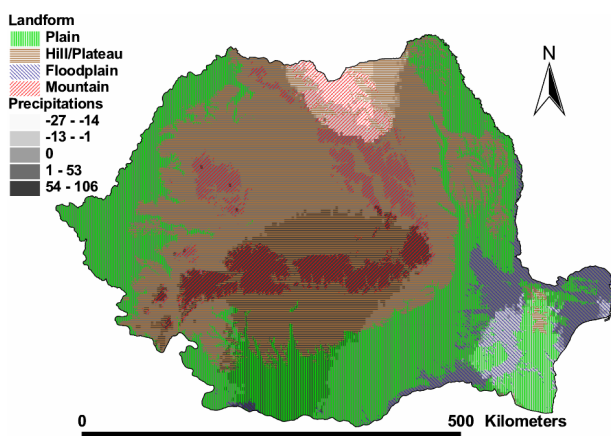 Landform
Plain
Hill/Plateau
Floodplain
Mountain
Precipitations
-27 - -14
-13 - -1
0
1 - 53
54 - 106
N
0 500 Kilometers